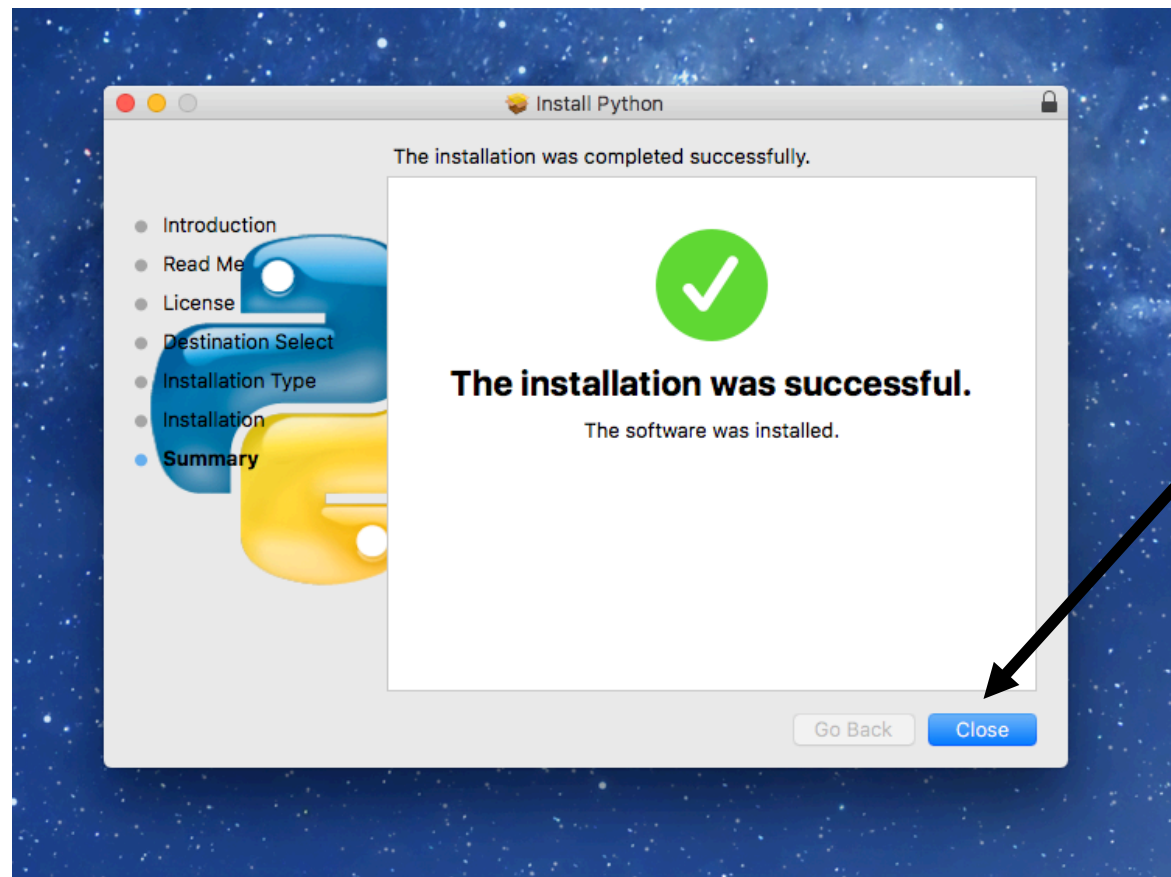 Install Python
The installation was completed successfully.
Introduction
Read Me
License
Destination Select
Installation Type
Installation
Summary
The installation was successful.
The software was installed.
Go Back
Close